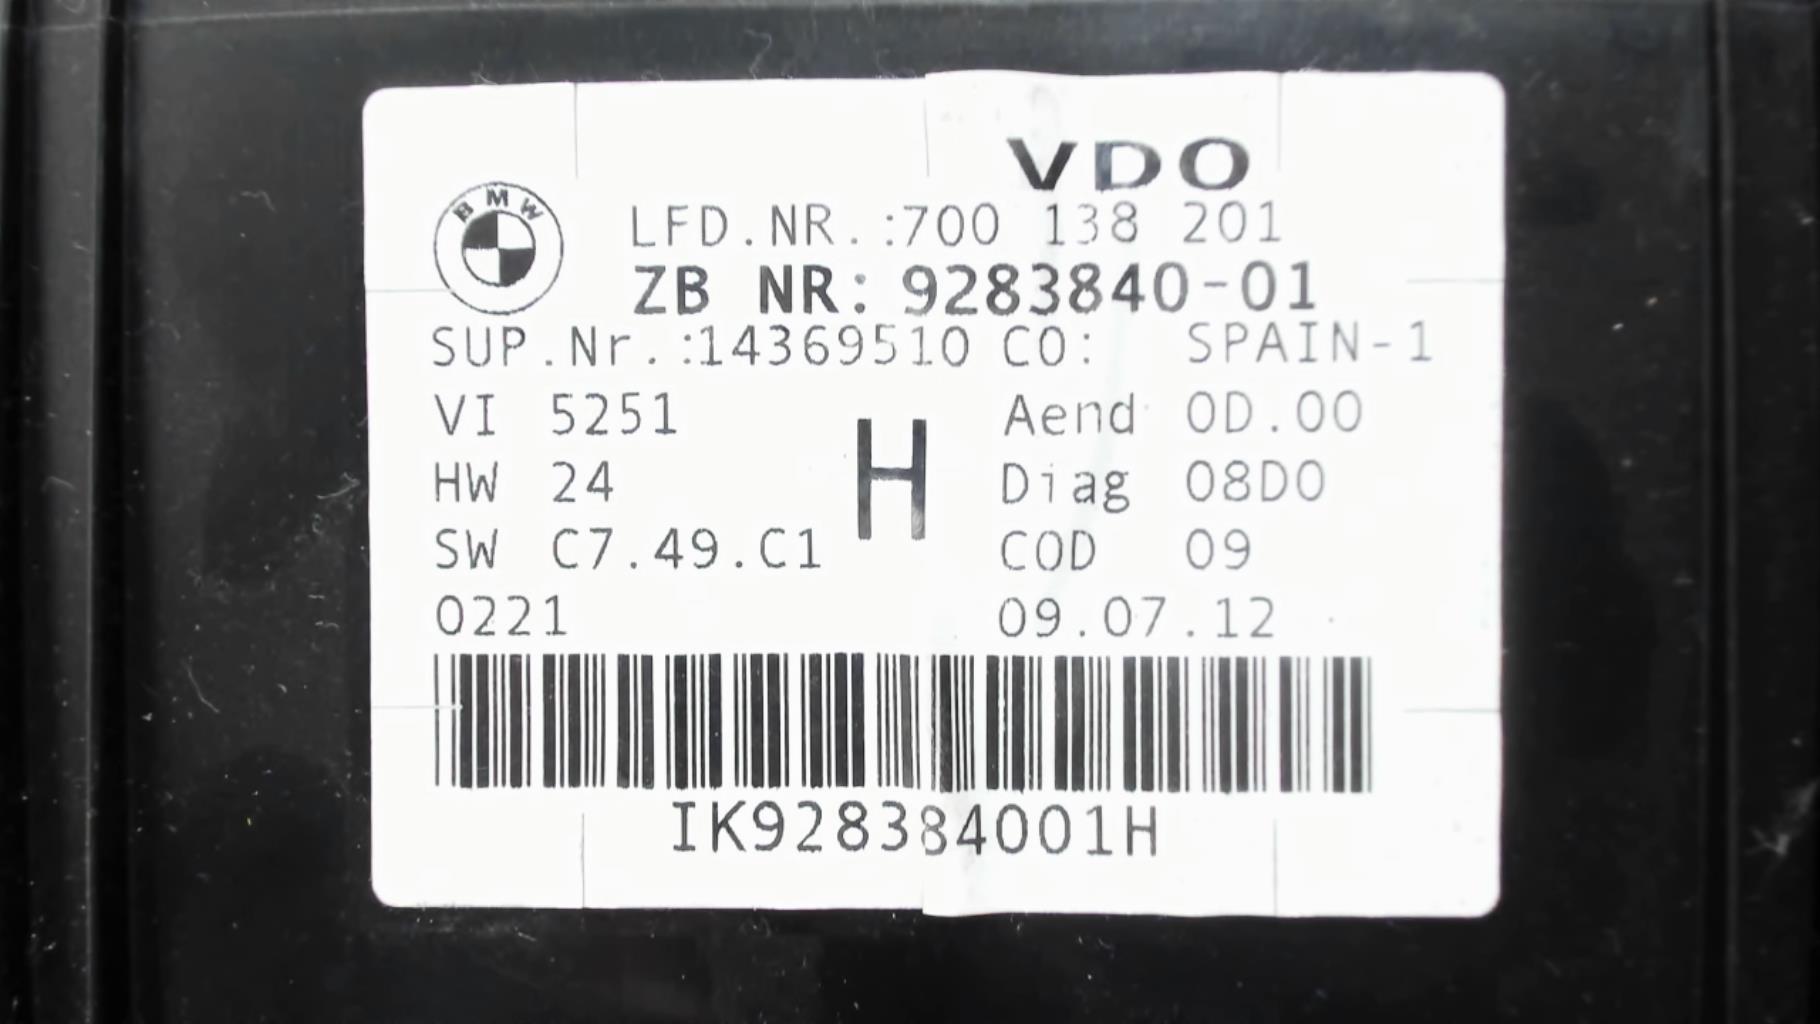 VDO
BMW
LFD.NR.:700 138 201
ZB NR: 9283840-01
SUP.Nr.:14369510 CO: SPAIN-1
VI 5251 Aend 0D.00
HW 24 H Diag 08D0
SW C7.49.C1 COD 09
0221 09.07.12
IK928384001H